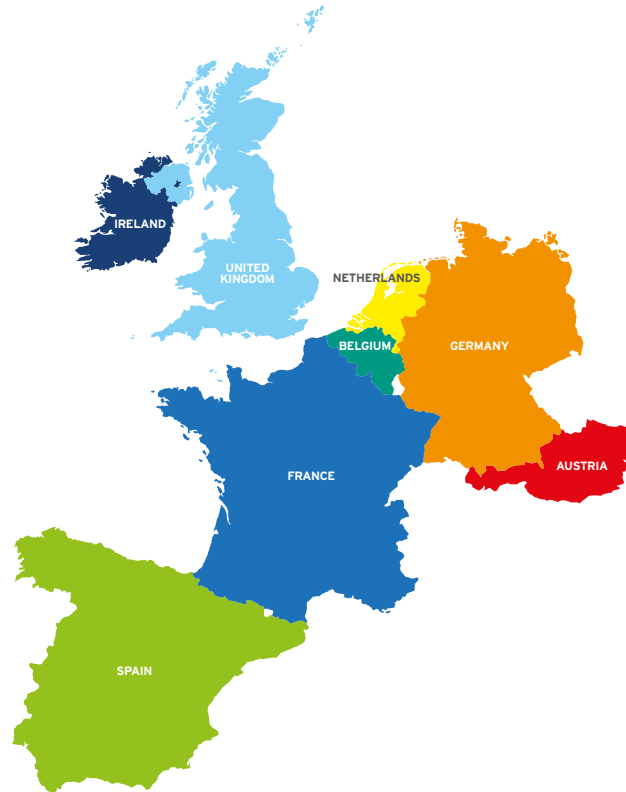 IRELAND
UNITED
KINGDOM
NETHERLANDS
BELGIUM
GERMANY
AUSTRIA
FRANCE
SPAIN